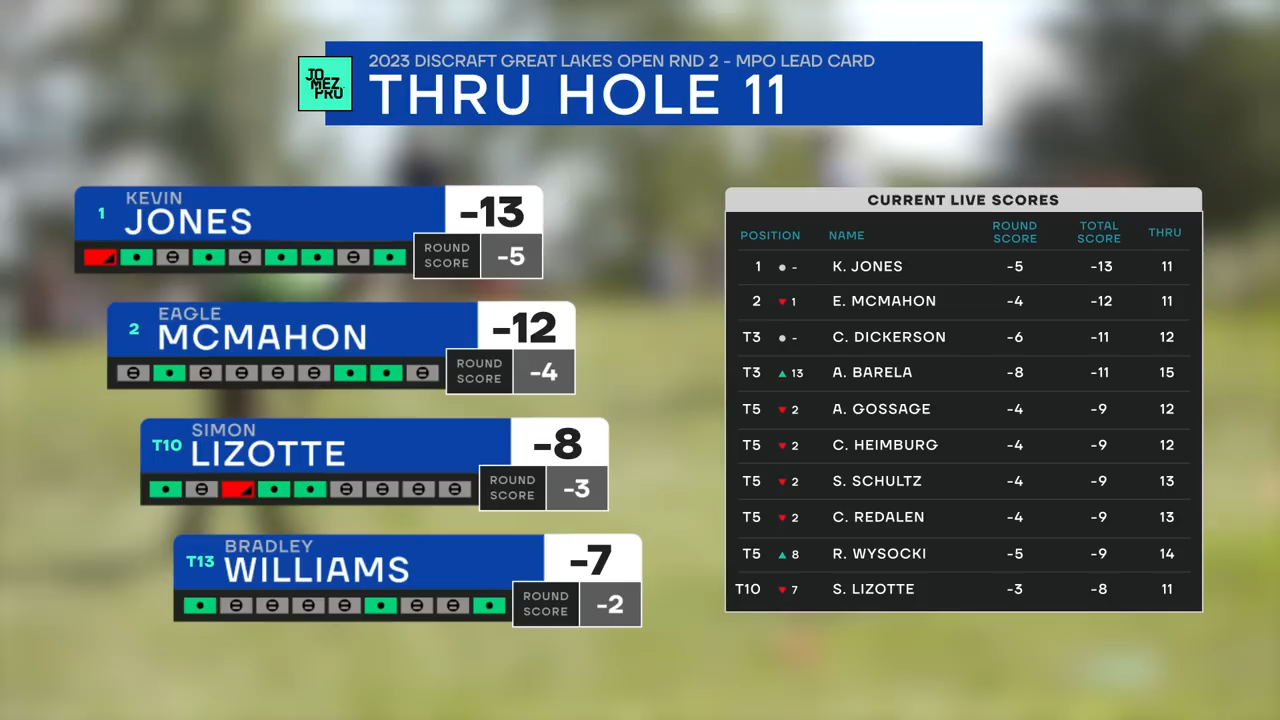 JO
MEZ
PRO
2023 DISCRAFT GREAT LAKES OPEN RND 2 - MPO LEAD CARD
THRU HOLE 11
1
KEVIN
JONES
-13
ROUND
SCORE
-5
2
EAGLE
MCMAHON
-12
ROUND
SCORE
-4
T10
SIMON
LIZOTTE
-8
ROUND
SCORE
-3
T13
BRADLEY
WILLIAMS
-7
ROUND
SCORE
-2
CURRENT LIVE SCORES
POSITION NAME ROUND SCORE TOTAL SCORE THRU
1 - K. JONES -5 -13 11
2 1 E. MCMAHON -4 -12 11
T3 - C. DICKERSON -6 -11 12
T3 13 A. BARELA -8 -11 15
T5 2 A. GOSSAGE -4 -9 12
T5 2 C. HEIMBURG -4 -9 12
T5 2 S. SCHULTZ -4 -9 13
T5 2 C. REDALEN -4 -9 13
T5 8 R. WYSOCKI -5 -9 14
T10 7 S. LIZOTTE -3 -8 11